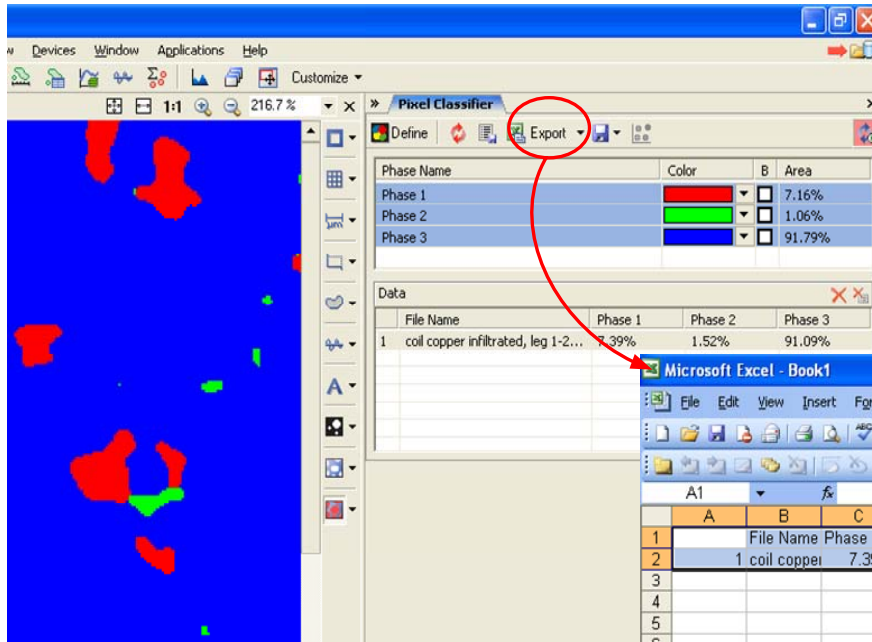 Devices Window Applications Help
Customize
1:1 216.7 %
Pixel Classifier
Define Export
Phase Name Color B Area
Phase 1 7.16%
Phase 2 1.06%
Phase 3 91.79%
Data
File Name Phase 1 Phase 2 Phase 3
1 coil copper infiltrated, leg 1-2... 7.39% 1.52% 91.09%
Microsoft Excel - Book1
File Edit View Insert For
A1 fx
A B C
1 File Name Phase
2 1 coil copper 7.39
3
4
5